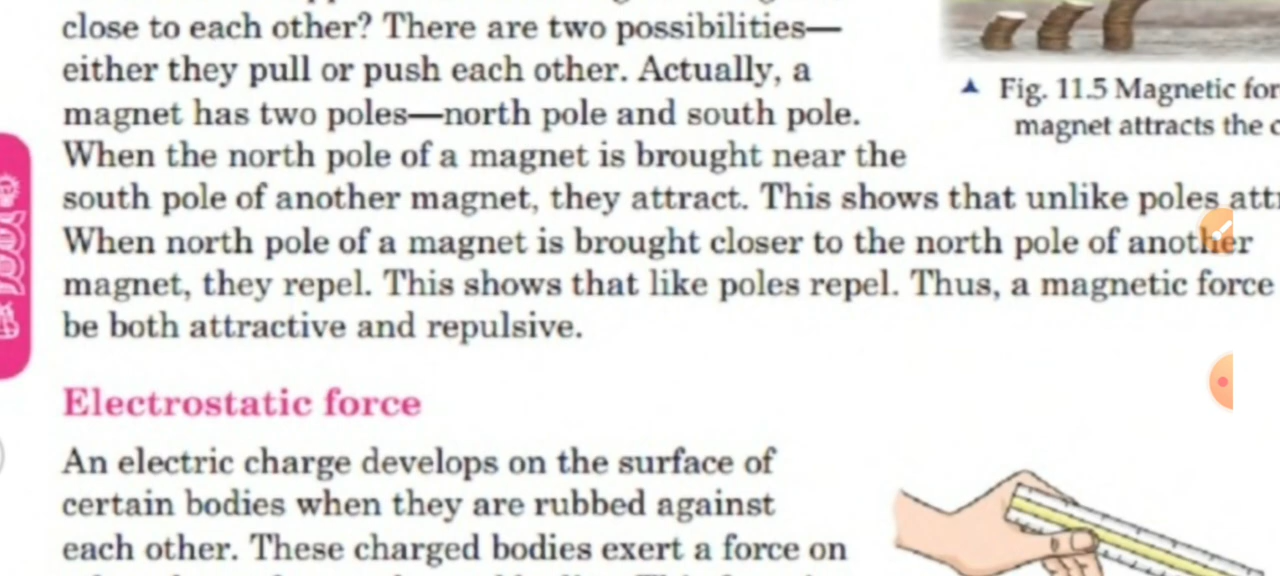 close to each other? There are two possibilities—
either they pull or push each other. Actually, a
magnet has two poles—north pole and south pole.
When the north pole of a magnet is brought near the
south pole of another magnet, they attract. This shows that unlike poles
When north pole of a magnet is brought closer to the north pole of another
magnet, they repel. This shows that like poles repel. Thus, a magnetic force
be both attractive and repulsive.
▲ Fig. 11.5 Magnetic
magnet attracts the
Electrostatic force
An electric charge develops on the surface of
certain bodies when they are rubbed against
each other. These charged bodies exert a force on